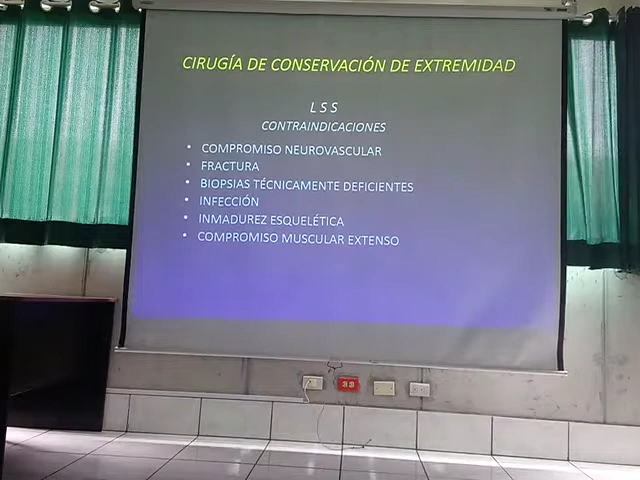 CIRUGÍA DE CONSERVACIÓN DE EXTREMIDAD
L S S
CONTRAINDICACIONES
• COMPROMISO NEUROVASCULAR
• FRACTURA
• BIOPSIAS TÉCNICAMENTE DEFICIENTES
• INFECCIÓN
• INMADUREZ ESQUELÉTICA
• COMPROMISO MUSCULAR EXTENSO